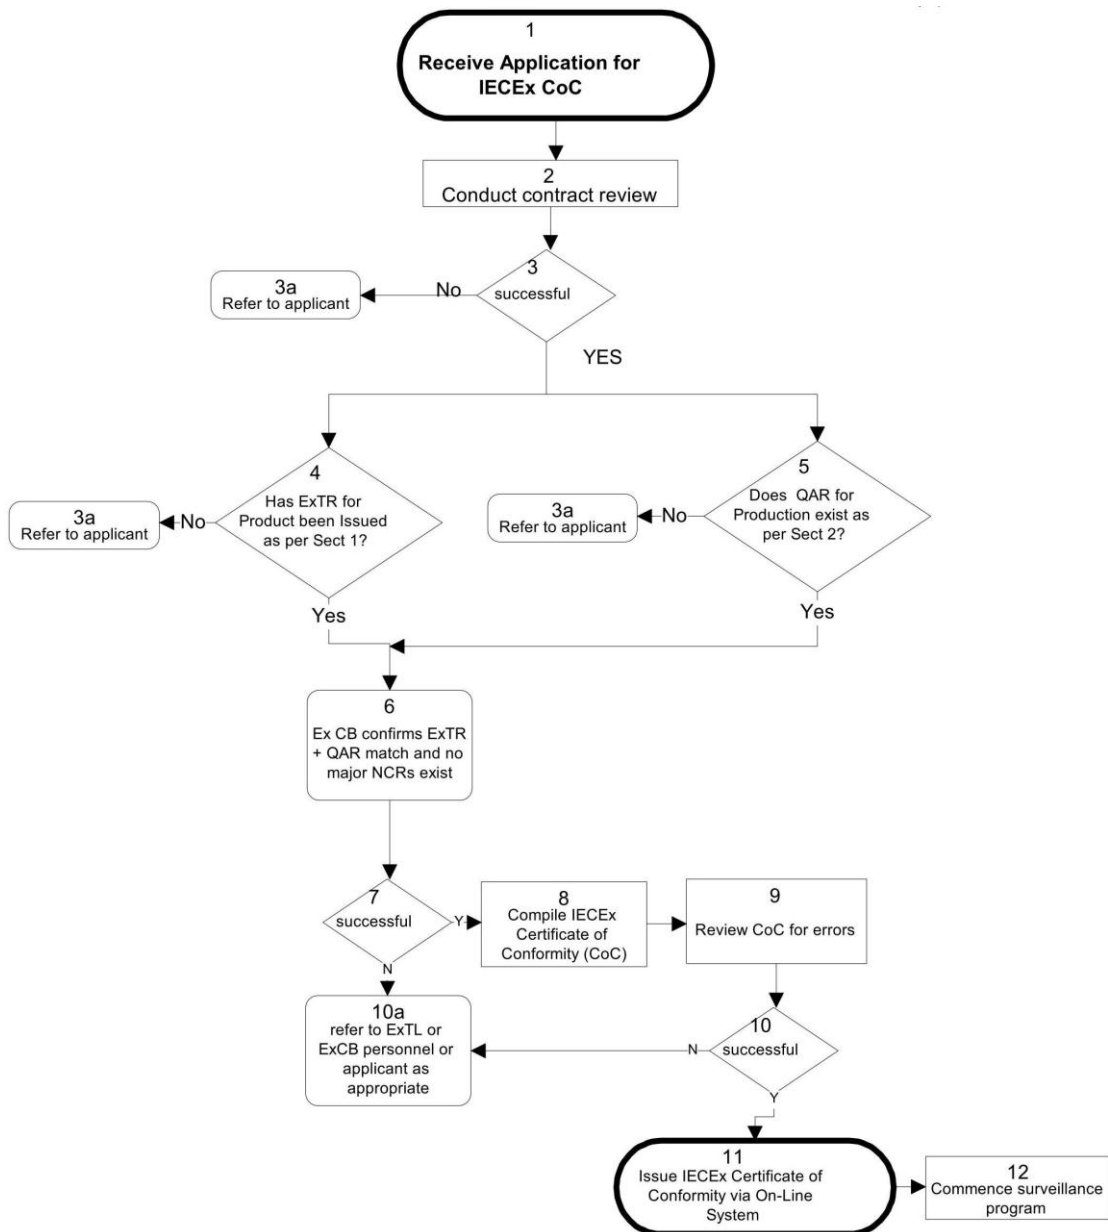 1
Receive Application for
IECEx CoC
2
Conduct contract review
3
successful
No
3a
Refer to applicant
YES
4
Has ExTR for
Product been Issued
as per Sect 1?
No
3a
Refer to applicant
Yes
5
Does QAR for
Production exist as
per Sect 2?
No
3a
Refer to applicant
Yes
6
Ex CB confirms ExTR
+ QAR match and no
major NCRs exist
7
successful
Y
N
8
Compile IECEx
Certificate of
Conformity (CoC)
9
Review CoC for errors
10
successful
N
Y
10a
refer to ExTL or
ExCB personnel or
applicant as
appropriate
11
Issue IECEx Certificate of
Conformity via On-Line
System
12
Commence surveillance
program